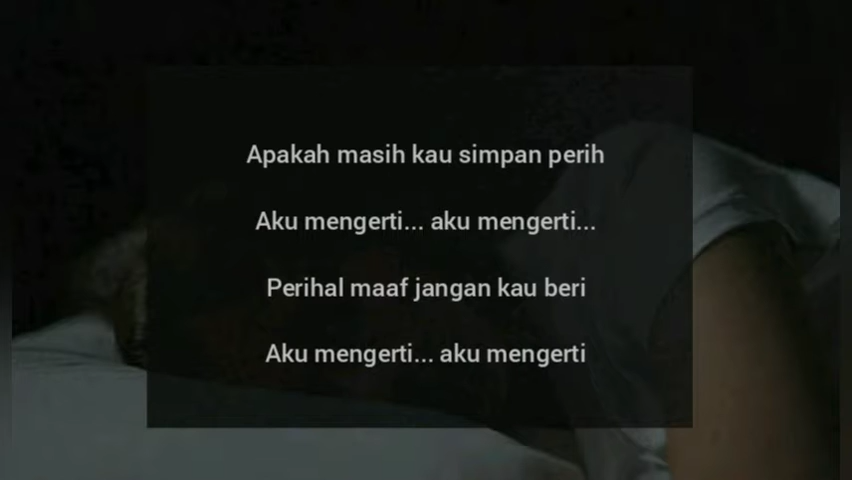 Apakah masih kau simpan perih
Aku mengerti... aku mengerti...
Perihal maaf jangan kau beri
Aku mengerti... aku mengerti